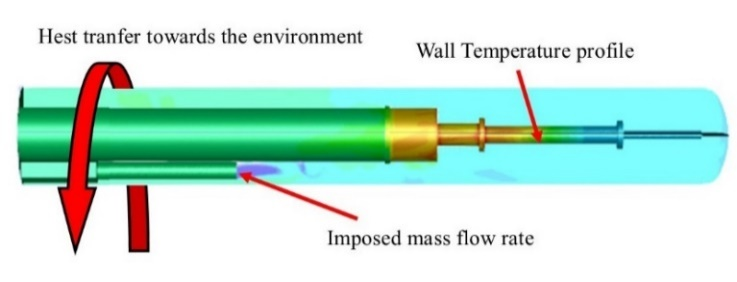 Hest tranfer towards the environment
Wall Temperature profile
Imposed mass flow rate